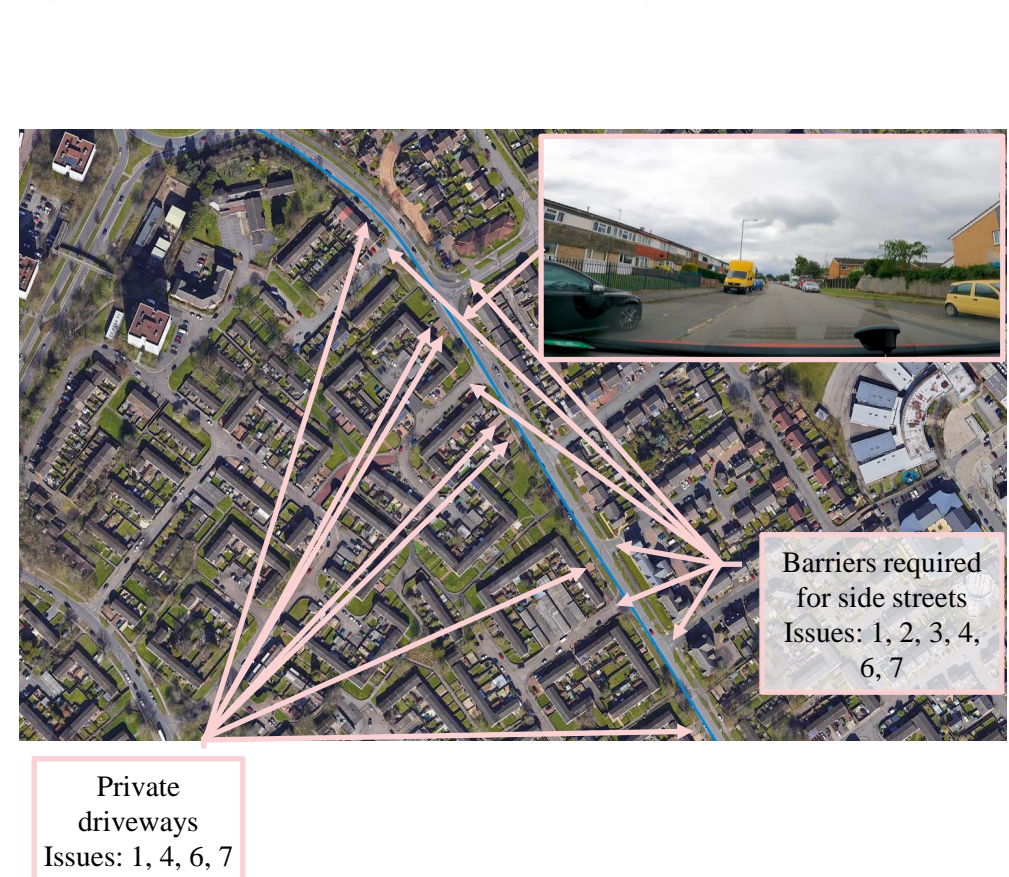 Barriers required
for side streets
Issues: 1, 2, 3, 4,
6, 7
Private
driveways
Issues: 1, 4, 6, 7